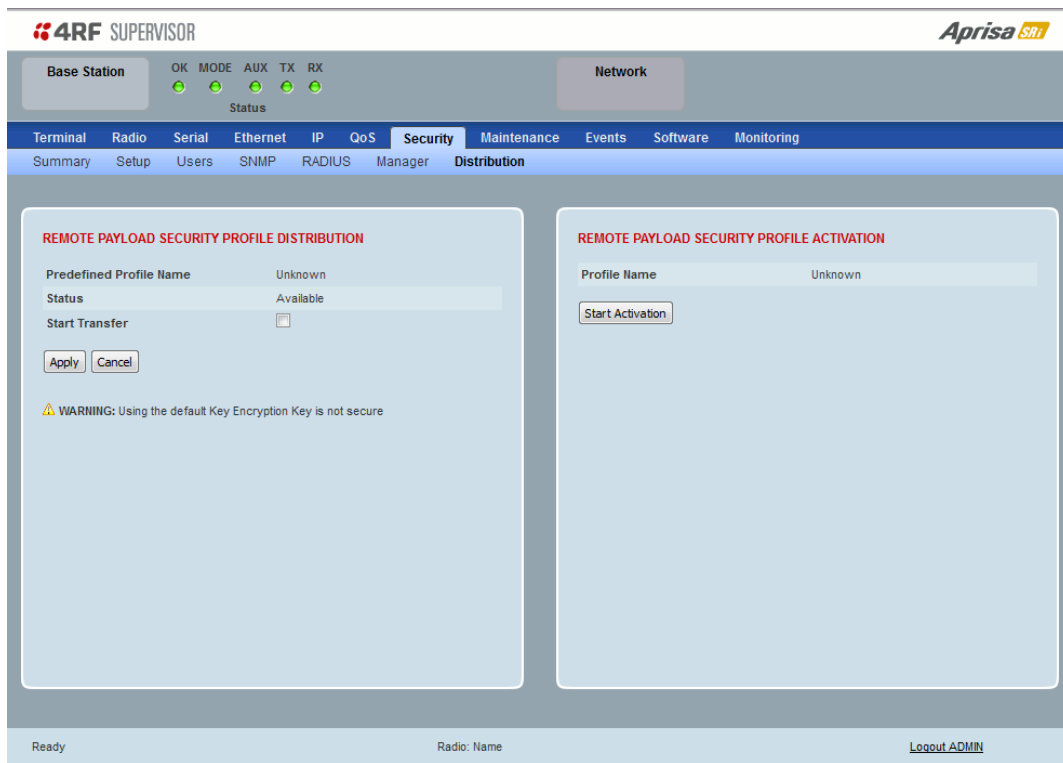 4RF SUPERVISOR
Aprisa SRi
Base Station
OK MODE AUX TX RX
Status
Network
Terminal Radio Serial Ethernet IP QoS Security Maintenance Events Software Monitoring
Summary Setup Users SNMP RADIUS Manager Distribution
REMOTE PAYLOAD SECURITY PROFILE DISTRIBUTION
Predefined Profile Name Unknown
Status Available
Start Transfer
Apply Cancel
WARNING: Using the default Key Encryption Key is not secure
REMOTE PAYLOAD SECURITY PROFILE ACTIVATION
Profile Name Unknown
Start Activation
Ready Radio: Name Logout ADMIN